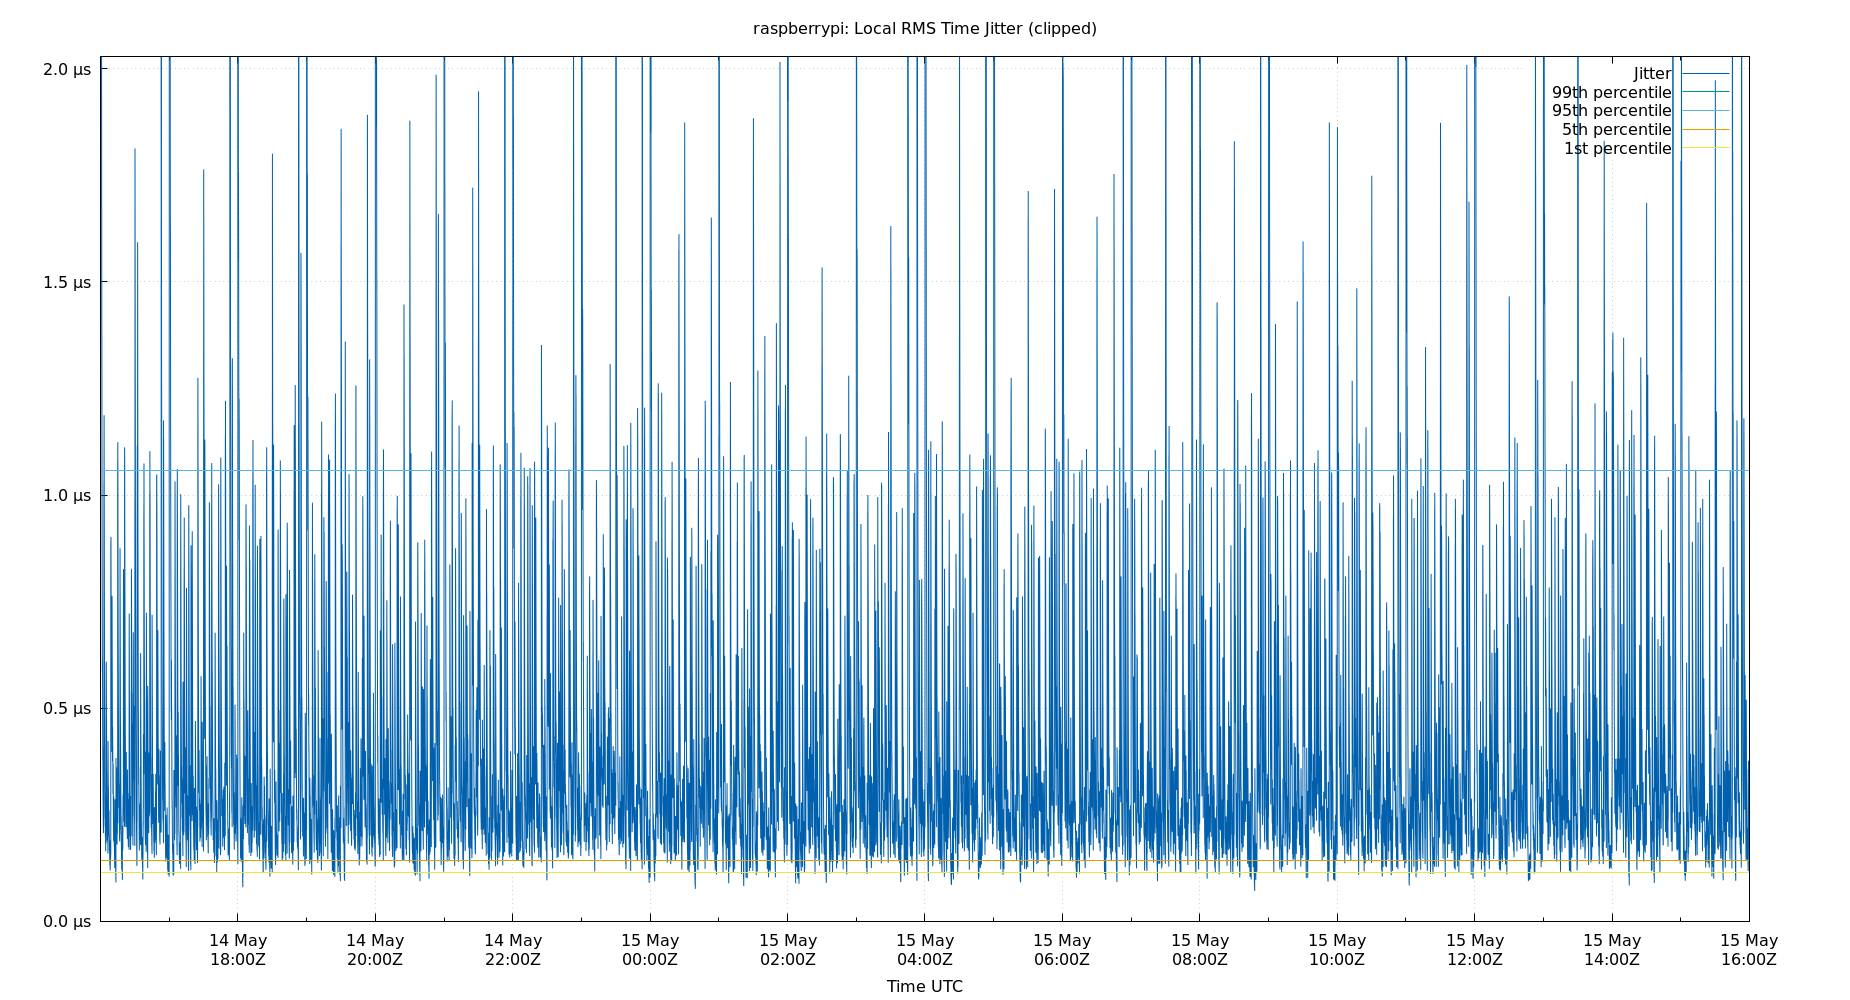 raspberrypi: Local RMS Time Jitter (clipped)
2.0 µs
1.5 µs
1.0 µs
0.5 µs
0.0 µs
Jitter
99th percentile
95th percentile
5th percentile
1st percentile
14 May 14 May 14 May 15 May 15 May 15 May 15 May 15 May 15 May 15 May 15 May 15 May
18:00Z 20:00Z 22:00Z 00:00Z 02:00Z 04:00Z 06:00Z 08:00Z 10:00Z 12:00Z 14:00Z 16:00Z
Time UTC